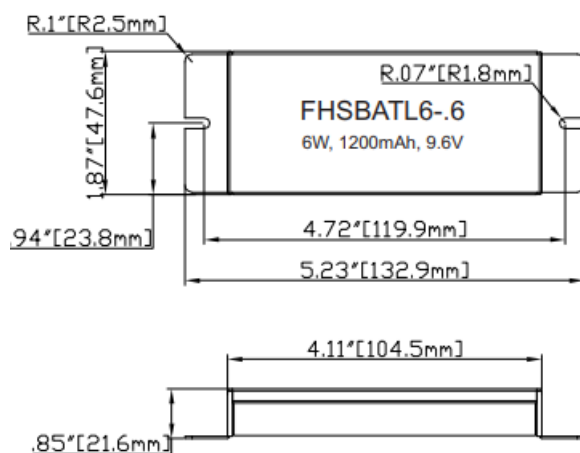 R.1"[R2.5mm]
R.07"[R1.8mm]
1.87"[47.6mm]
FHSBATL6-.6
6W, 1200mAh, 9.6V
.94"[23.8mm]
4.72"[119.9mm]
5.23"[132.9mm]
4.11"[104.5mm]
.85"[21.6mm]